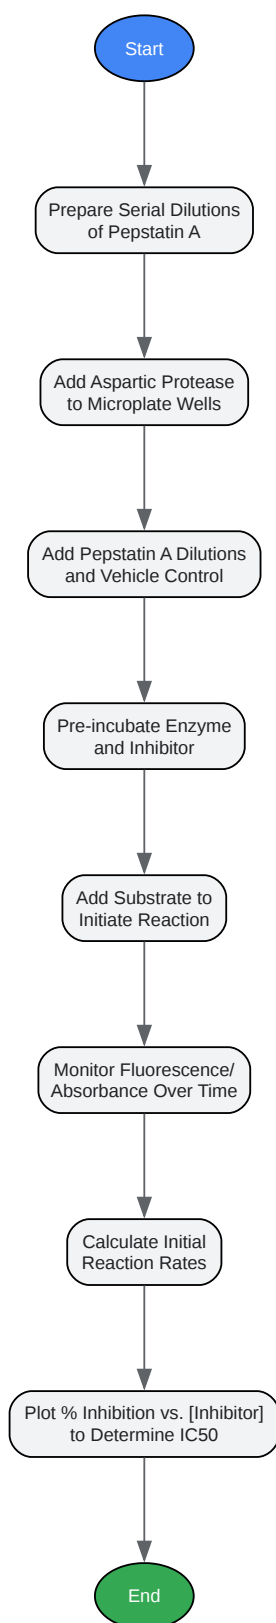 Start
Prepare Serial Dilutions
of Pepstatin A
Add Aspartic Protease
to Microplate Wells
Add Pepstatin A Dilutions
and Vehicle Control
Pre-incubate Enzyme
and Inhibitor
Add Substrate to
Initiate Reaction
Monitor Fluorescence/
Absorbance Over Time
Calculate Initial
Reaction Rates
Plot % Inhibition vs. [Inhibitor]
to Determine IC50
End